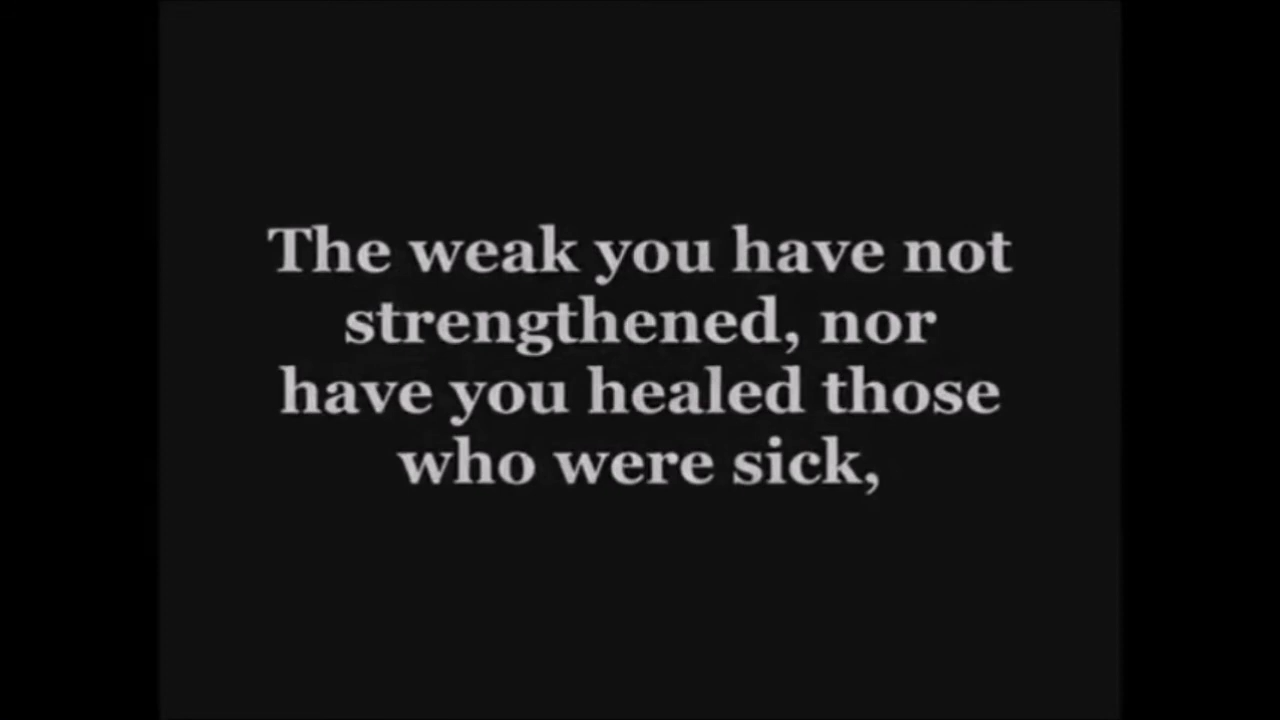 The weak you have not
strengthened, nor
have you healed those
who were sick,